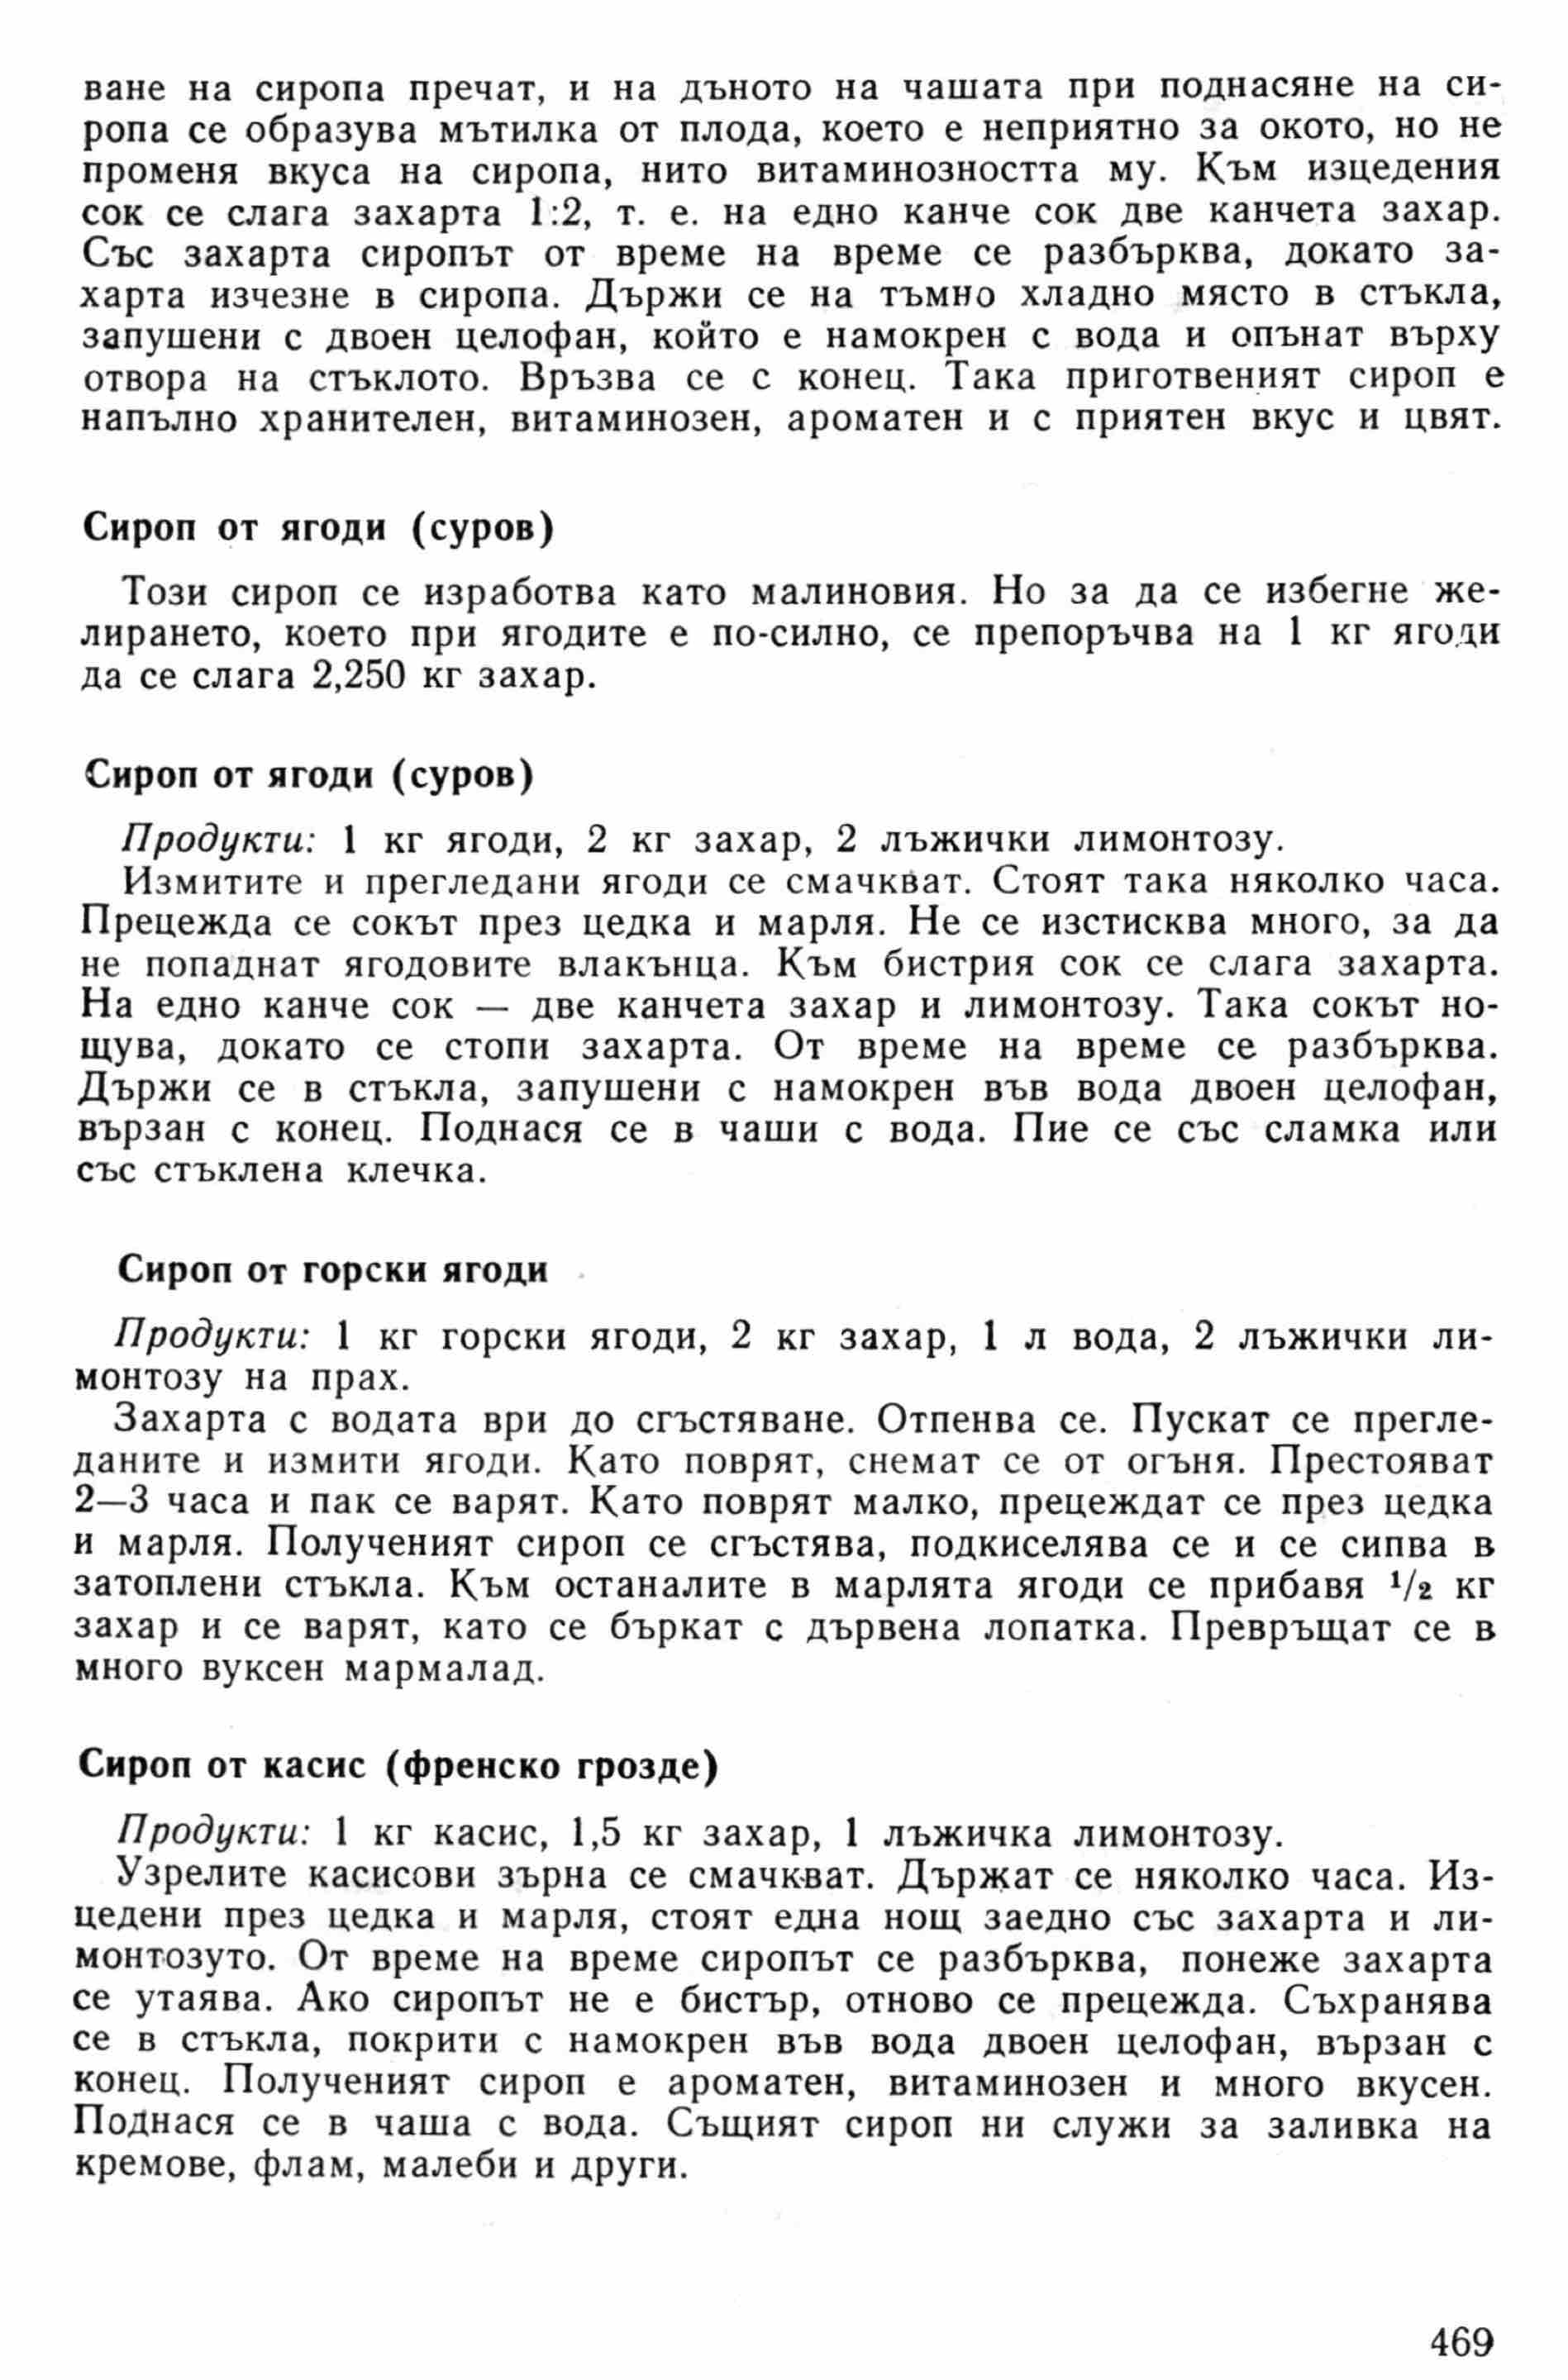 ване на сиропа пречат, и на дъното на чашата при поднасяне на си-
ропа се образува мътилка от плода, което е неприятно за окото, но не
променя вкуса на сиропа, нито витаминозността му. Към изцедения
сок се слага захарта 1:2, т. е. на едно канче сок две канчета захар.
Със захарта сиропът от време на време се разбърква, докато за-
харта изчезне в сиропа. Държи се на тъмно хладно място в стъкла,
запушени с двоен целофан, който е намокрен с вода и опънат върху
отвора на стъклото. Връзва се с конец. Така приготвеният сироп е
напълно хранителен, витаминозен, ароматен и с приятен вкус и цвят.
Сироп от ягоди (суров)
Този сироп се изработва като малиновия. Но за да се избегне же-
лирането, което при ягодите е по-силно, се препоръчва на 1 кг ягоди
да се слага 2,250 кг захар.
Сироп от ягоди (суров)
Продукти: 1 кг ягоди, 2 кг захар, 2 лъжички лимонтозу.
Измитите и прегледани ягоди се смачкват. Стоят така няколко часа.
Прецежда се сокът през цедка и марля. Не се изстисква много, за да
не попаднат ягодовите влакънца. Към бистрия сок се слага захарта.
На едно канче сок — две канчета захар и лимонтозу. Така сокът но-
щува, докато се стопи захарта. От време на време се разбърква.
Държи се в стъкла, запушени с намокрен във вода двоен целофан,
вързан с конец. Поднася се в чаши с вода. Пие се със сламка или
със стъклена клечка.
Сироп от горски ягоди
Продукти: 1 кг горски ягоди, 2 кг захар, 1 л вода, 2 лъжички ли-
монтозу на прах.
Захарта с водата ври до сгъстяване. Отпенва се. Пускат се прегле-
даните и измити ягоди. Като поврят, снемат се от огъня. Престояват
2—3 часа и пак се варят. Като поврят малко, прецеждат се през цедка
и марля. Полученият сироп се сгъстява, подкиселява се и се сипва в
затоплени стъкла. Към останалите в марлята ягоди се прибавя 1/2 кг
захар и се варят, като се бъркат с дървена лопатка. Превръщат се в
много вуксен мармалад.
Сироп от касис (френско грозде)
Продукти: 1 кг касис, 1,5 кг захар, 1 лъжичка лимонтозу.
Узрелите касисови зърна се смачкват. Държат се няколко часа. Из-
цедени през цедка и марля, стоят една нощ заедно със захарта и ли-
монтозуто. От време на време сиропът се разбърква, понеже захарта
се утаява. Ако сиропът не е бистър, отново се прецежда. Съхранява
се в стъкла, покрити с намокрен във вода двоен целофан, вързан с
конец. Полученият сироп е ароматен, витаминозен и много вкусен.
Поднася се в чаша с вода. Същият сироп ни служи за заливка на
кремове, флам, малеби и други.
469